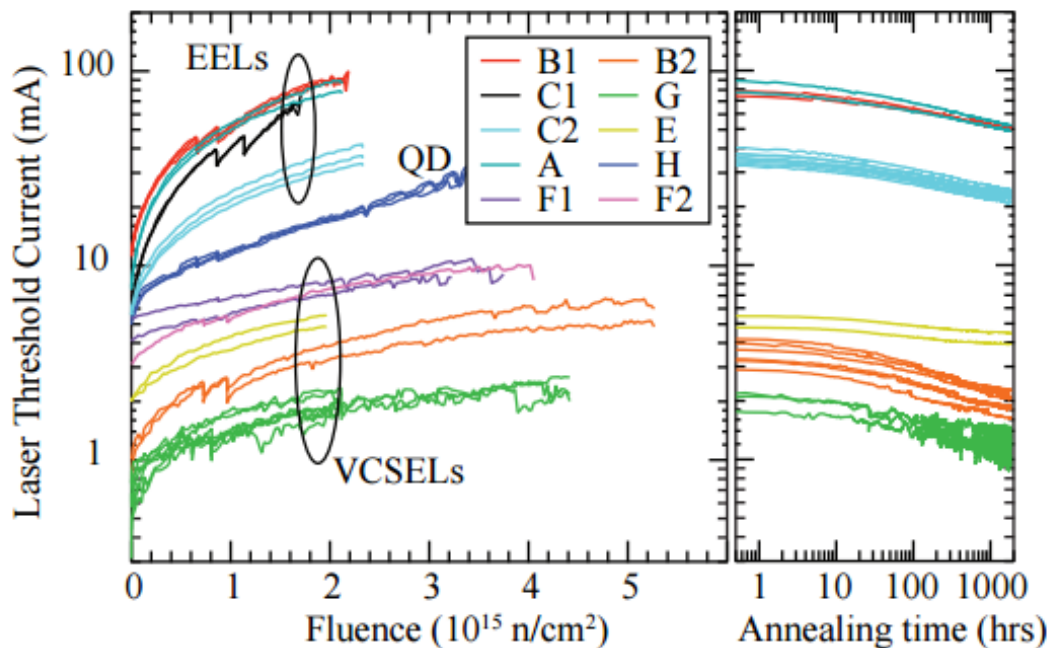 Laser Threshold Current (mA)
100
10
1
EELs
QD
VCSELs
B1 B2
C1 G
C2 E
A H
F1 F2
0 1 2 3 4 5
Fluence (10¹⁵ n/cm²)
1 10 100 1000
Annealing time (hrs)